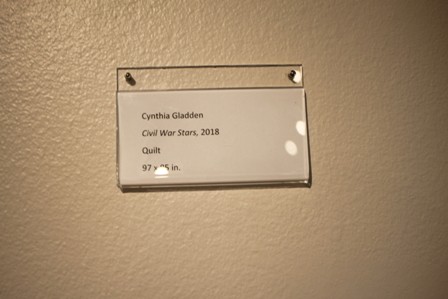 Cynthia Gladden
Civil War Stars, 2018
Quilt
97 x in.